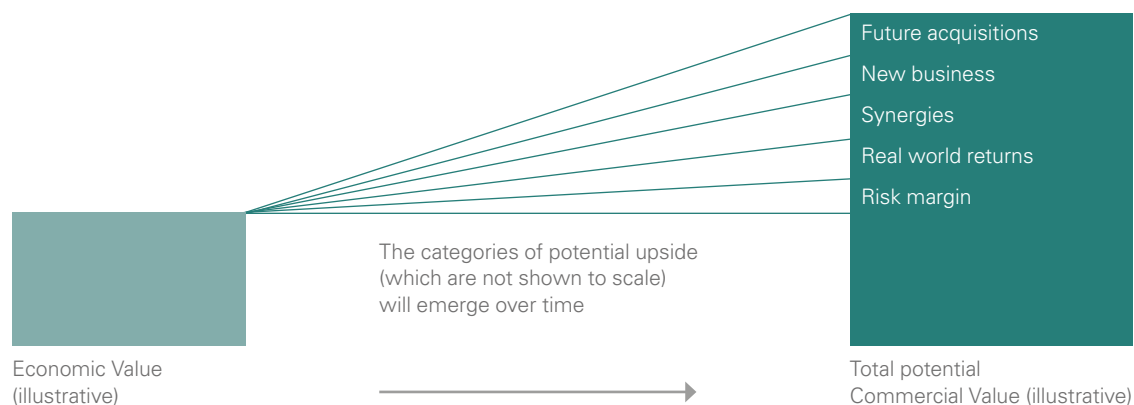 Future acquisitions
New business
Synergies
Real world returns
Risk margin
The categories of potential upside
(which are not shown to scale)
will emerge over time
Economic Value
(illustrative)
Total potential
Commercial Value (illustrative)